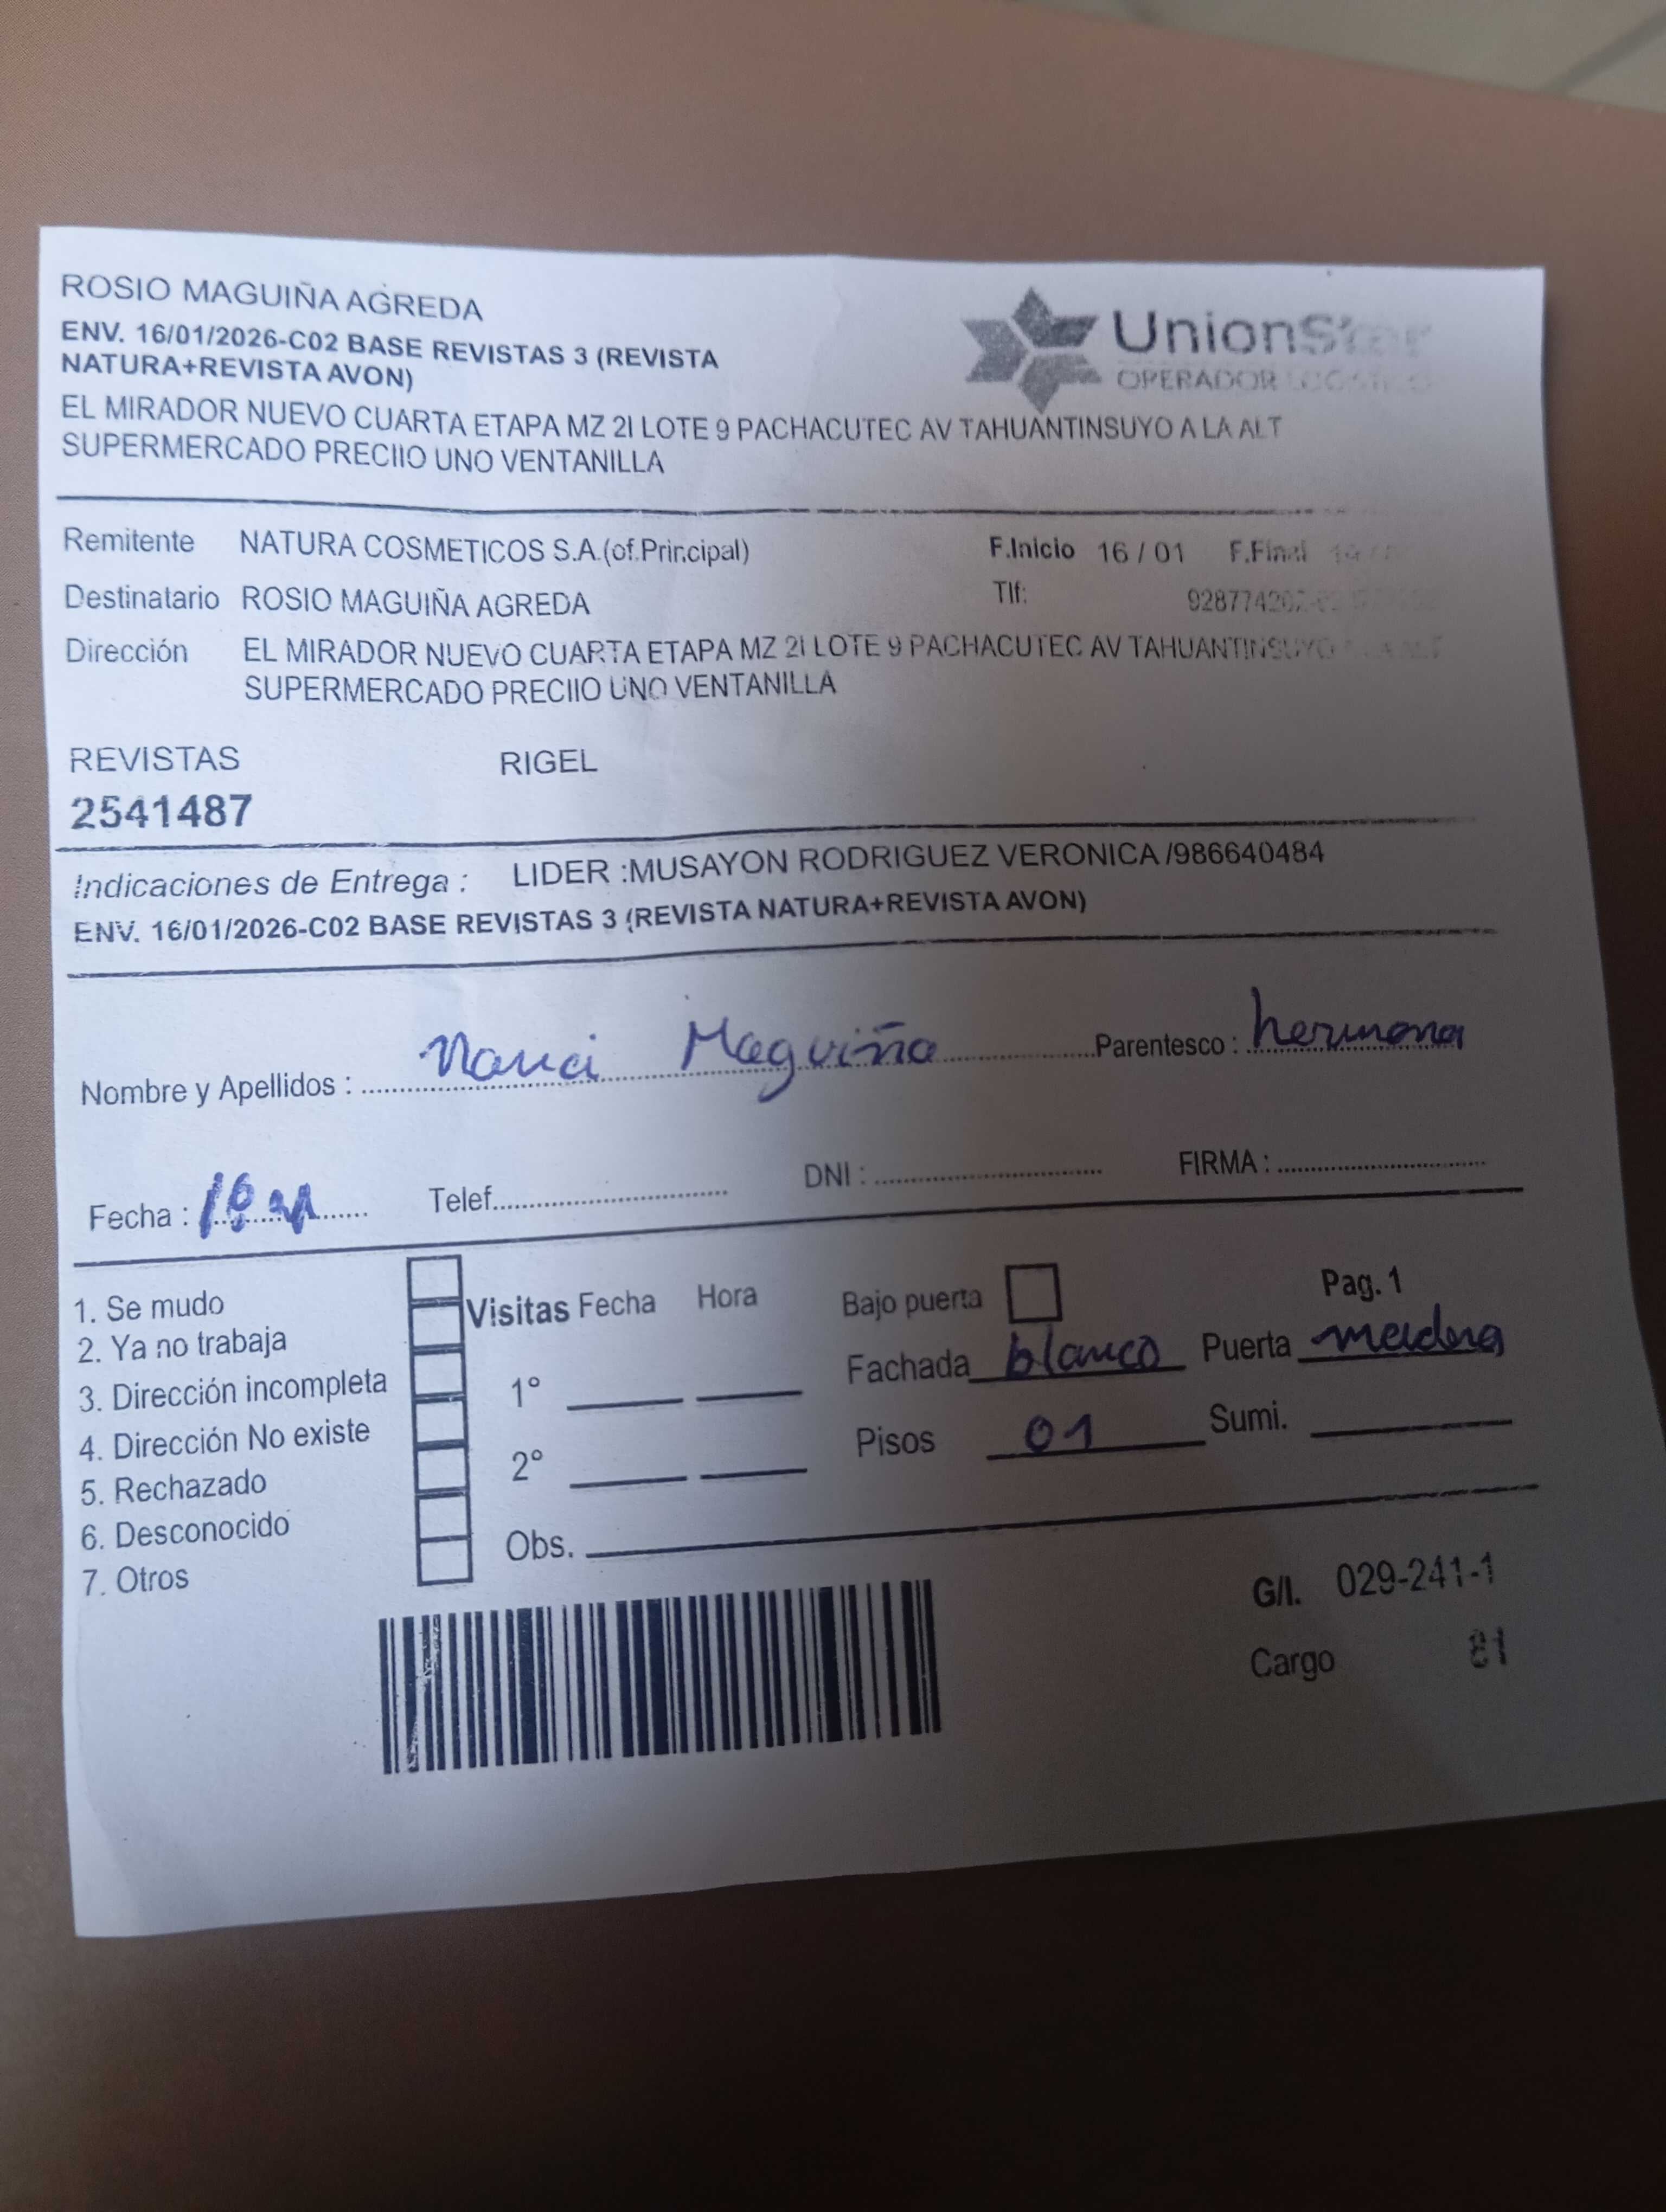 ROSIO MAGUIÑA AGREDA
ENV. 16/01/2026-C02 BASE REVISTAS 3 (REVISTA
NATURA+REVISTA AVON)
UnionStar
OPERADOR LOGISTICO
EL MIRADOR NUEVO CUARTA ETAPA MZ 2I LOTE 9 PACHACUTEC AV TAHUANTINSUYO A LA ALT
SUPERMERCADO PRECIIO UNO VENTANILLA
Remitente NATURA COSMETICOS S.A.(of.Principal) F.Inicio 16 / 01 F.Final
Destinatario ROSIO MAGUIÑA AGREDA Tlf:
Dirección EL MIRADOR NUEVO CUARTA ETAPA MZ 2I LOTE 9 PACHACUTEC AV TAHUANTINSUYO A LA ALT
SUPERMERCADO PRECIIO UNO VENTANILLA
REVISTAS RIGEL
2541487
Indicaciones de Entrega : LIDER :MUSAYON RODRIGUEZ VERONICA /986640484
ENV. 16/01/2026-C02 BASE REVISTAS 3 (REVISTA NATURA+REVISTA AVON)
Nombre y Apellidos : Nanci Maguiña Parentesco : hermana
Fecha : Telef. DNI : FIRMA :
1. Se mudo
2. Ya no trabaja
3. Dirección incompleta
4. Dirección No existe
5. Rechazado
6. Desconocido
7. Otros
Visitas Fecha Hora
1°
2°
Obs.
Bajo puerta Pag. 1
Fachada blanco Puerta madera
Pisos 01 Sumi.
G/I. 029-241-1
Cargo 81